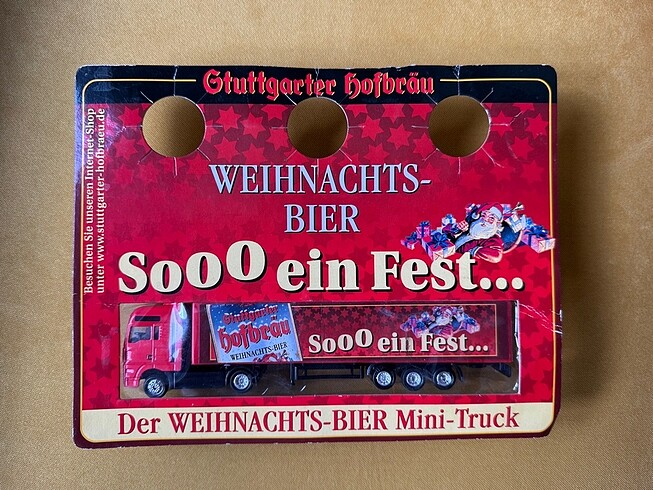 Stuttgarter Hofbräu
Besuchen Sie unseren Internet-Shop
unter www.stuttgarter-hofbraeu.de
WEIHNACHTS-
BIER
Sooo ein Fest...
Stuttgarter
Hofbräu
WEIHNACHTS-BIER
Sooo ein Fest...
Der WEIHNACHTS-BIER Mini-Truck